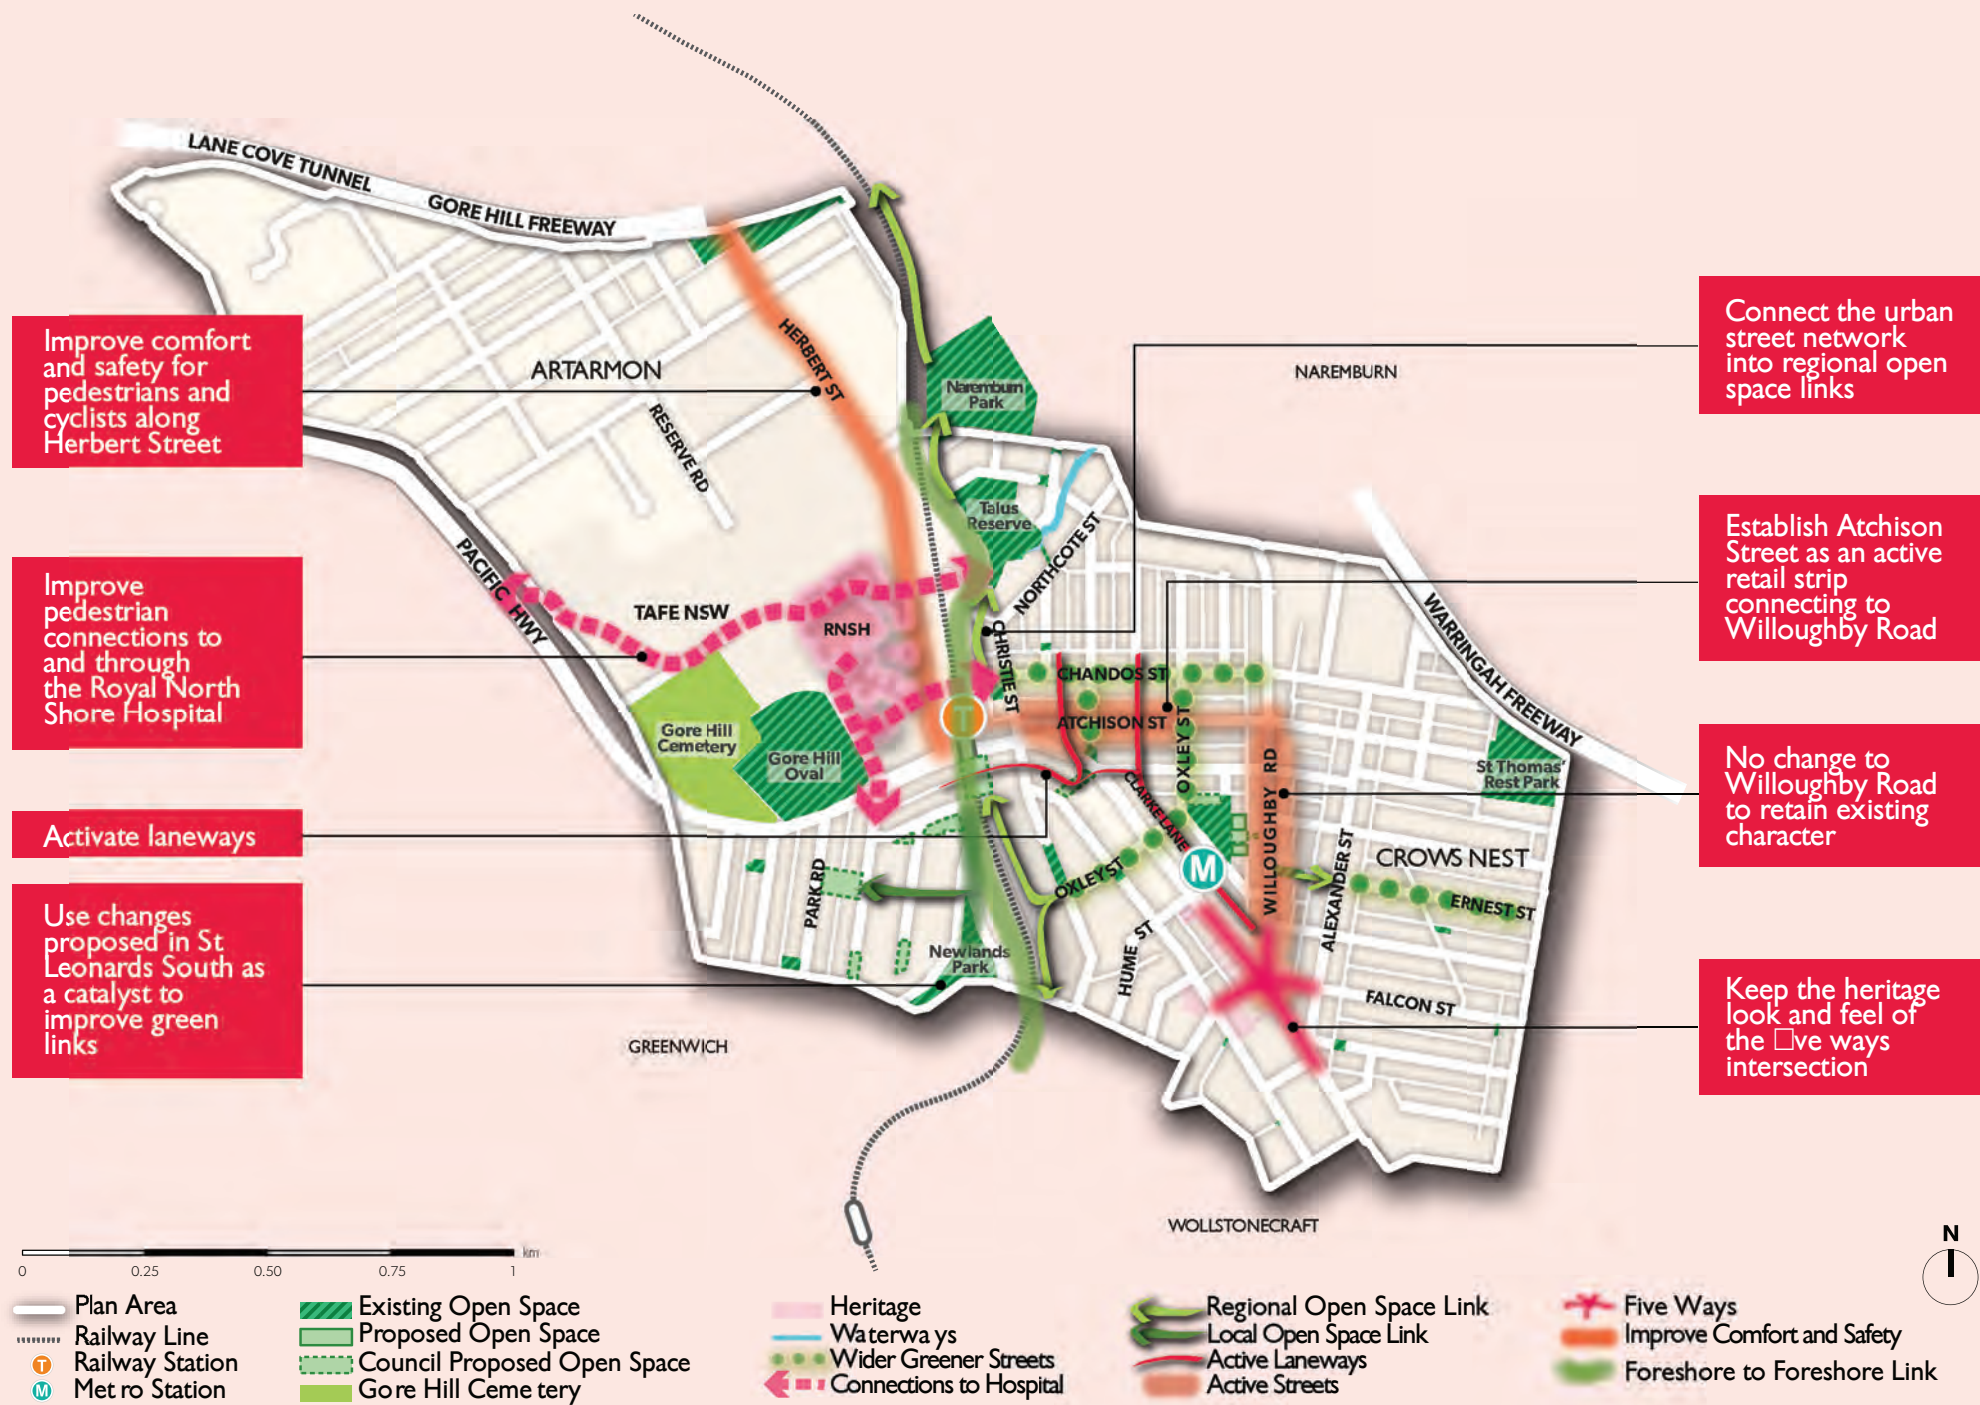 LANE COVE TUNNEL
GORE HILL FREEWAY
Improve comfort
and safety for
pedestrians and
cyclists along
Herbert Street
Improve
pedestrian
connections to
and through
the Royal North
Shore Hospital
Activate laneways
Use changes
proposed in St
Leonards South as
a catalyst to
improve green
links
Connect the urban
street network
into regional open
space links
Establish Atchison
Street as an active
retail strip
connecting to
Willoughby Road
No change to
Willoughby Road
to retain existing
character
Keep the heritage
look and feel of
the □ve ways
intersection
ARTARMON
HERBERT ST
RESERVE RD
Naremburn
Park
NAREMBURN
Talus
Reserve
NORTHCOTE ST
PACIFIC HWY
TAFE NSW
RNSH
CHRISTIE ST
WARRINGAH FREEWAY
CHANDOS ST
ATCHISON ST
OXLEY ST
Gore Hill
Cemetery
Gore Hill
Oval
T
WILLOUGHBY RD
St Thomas'
Rest Park
CLARKE LANE
M
ALEXANDER ST
CROWS NEST
OXLEY ST
ERNEST ST
PARK RD
Newlands
Park
HUME ST
FALCON ST
GREENWICH
WOLLSTONECRAFT
N
km
0 0.25 0.50 0.75 1
Plan Area
Railway Line
T Railway Station
M Metro Station
Existing Open Space
Proposed Open Space
Council Proposed Open Space
Gore Hill Cemetery
Heritage
Waterways
Wider Greener Streets
Connections to Hospital
Regional Open Space Link
Local Open Space Link
Active Laneways
Active Streets
Five Ways
Improve Comfort and Safety
Foreshore to Foreshore Link